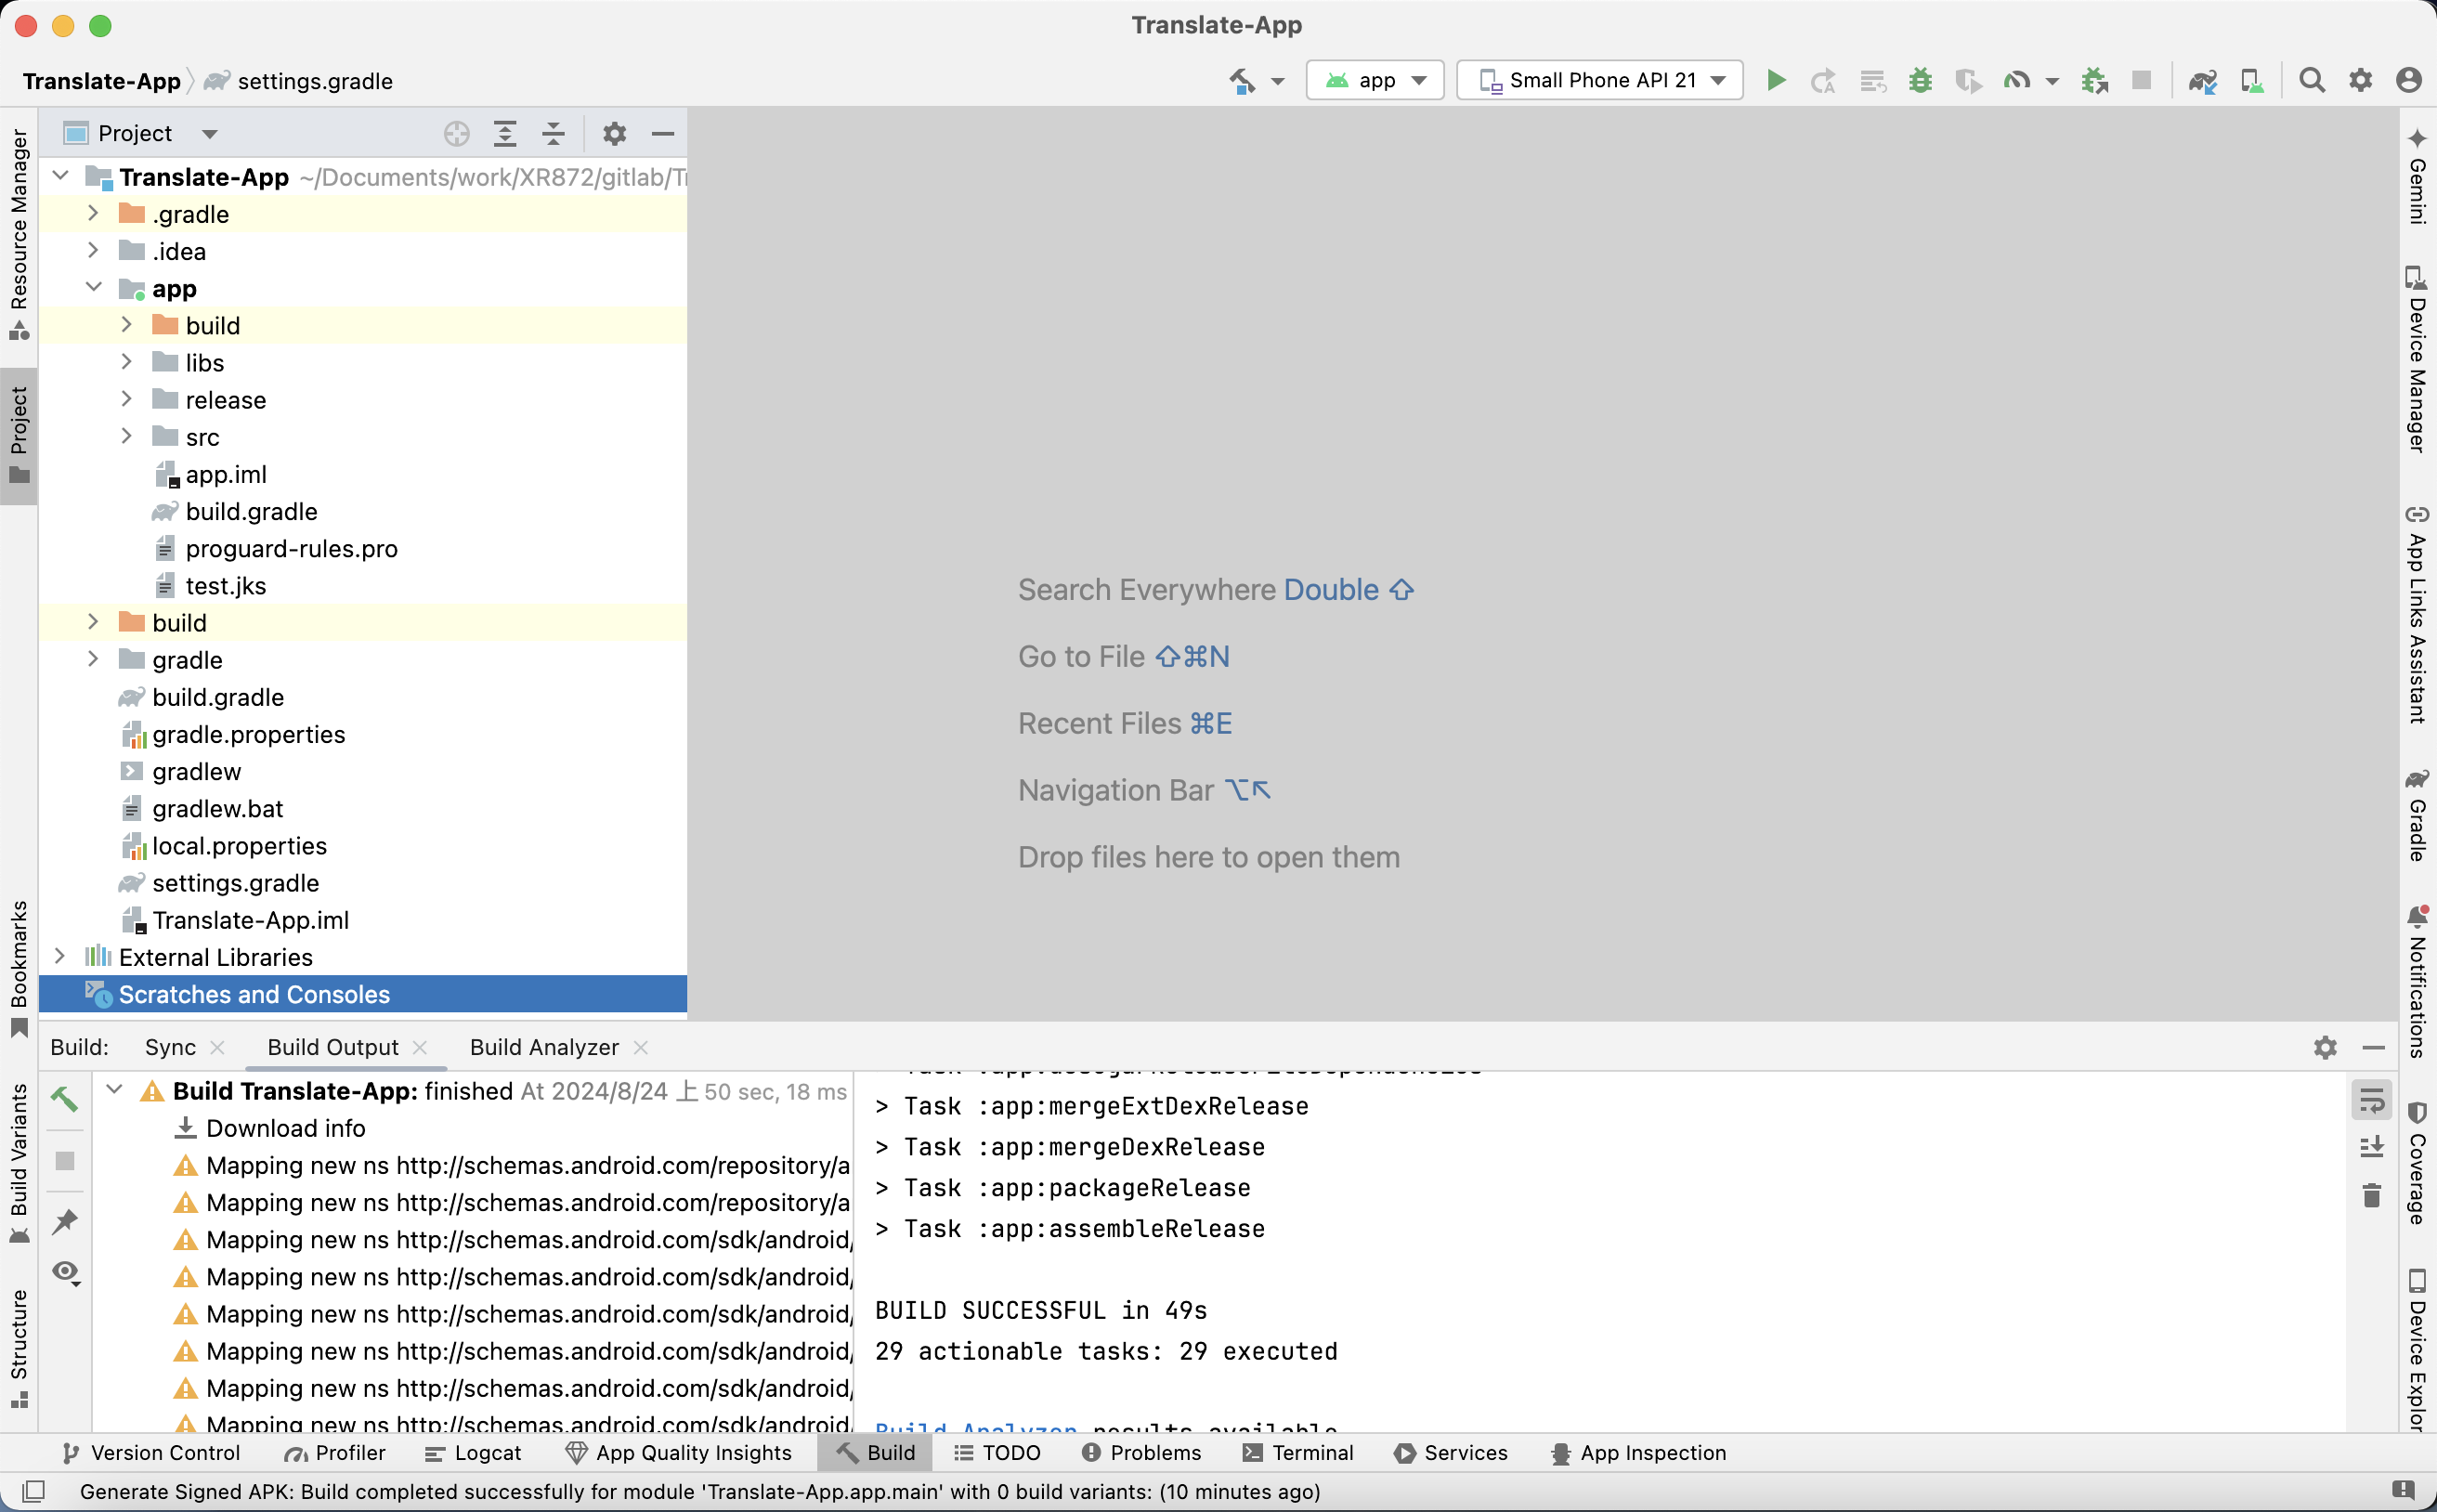 Translate-App
Translate-App
settings.gradle
app
Small Phone API 21
Resource Manager
Project
Bookmarks
Build Variants
Structure
Project
Translate-App ~/Documents/work/XR872/gitlab/
.gradle
.idea
app
build
libs
release
src
app.iml
build.gradle
proguard-rules.pro
test.jks
build
gradle
build.gradle
gradle.properties
gradlew
gradlew.bat
local.properties
settings.gradle
Translate-App.iml
External Libraries
Scratches and Consoles
Search Everywhere Double ⇧
Go to File ⇧⌘N
Recent Files ⌘E
Navigation Bar ⌥↖
Drop files here to open them
Gemini
Device Manager
App Links Assistant
Gradle
Notifications
Coverage
Device Explor
Build:
Sync
Build Output
Build Analyzer
Build Translate-App: finished At 2024/8/24 上 50 sec, 18 ms
Download info
Mapping new ns http://schemas.android.com/repository/a
Mapping new ns http://schemas.android.com/repository/a
Mapping new ns http://schemas.android.com/sdk/android/
Mapping new ns http://schemas.android.com/sdk/android/
Mapping new ns http://schemas.android.com/sdk/android/
Mapping new ns http://schemas.android.com/sdk/android/
Mapping new ns http://schemas.android.com/sdk/android/
Mapping new ns http://schemas.android.com/sdk/android/
> Task :app:mergeExtDexRelease
> Task :app:mergeDexRelease
> Task :app:packageRelease
> Task :app:assembleRelease
BUILD SUCCESSFUL in 49s
29 actionable tasks: 29 executed
Build Analyzer results available
Version Control
Profiler
Logcat
App Quality Insights
Build
TODO
Problems
Terminal
Services
App Inspection
Generate Signed APK: Build completed successfully for module 'Translate-App.app.main' with 0 build variants: (10 minutes ago)